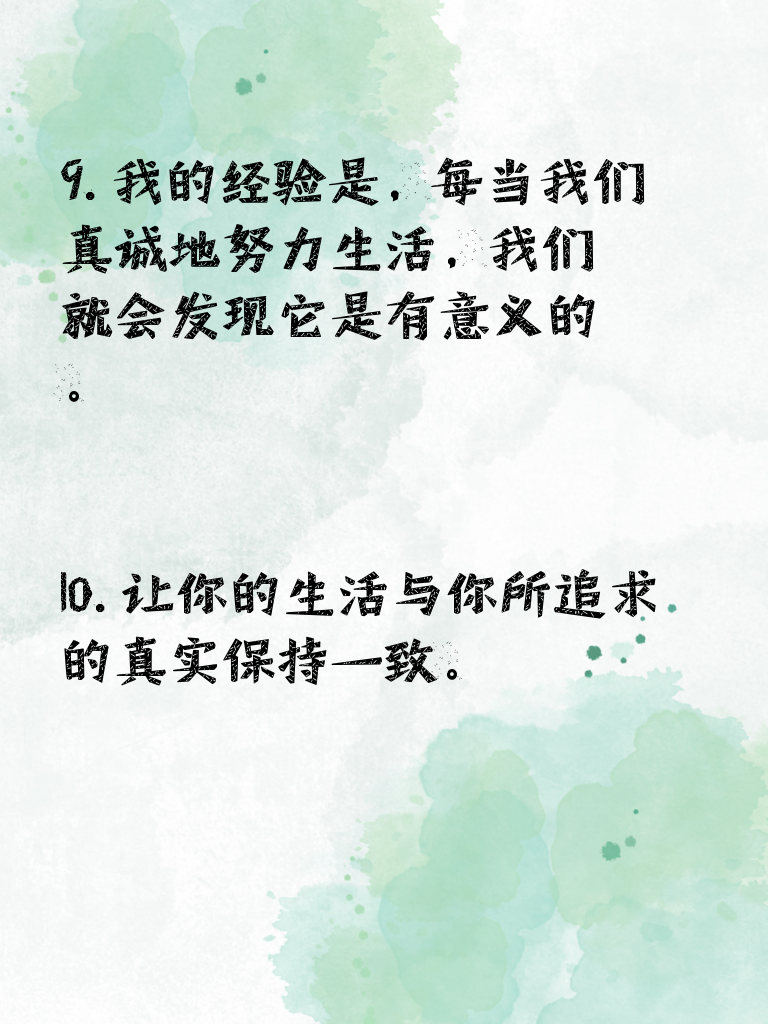 9. 我的经验是，每当我们
真诚地努力生活，我们
就会发现它是有意义的
。
10. 让你的生活与你所追求
的真实保持一致。